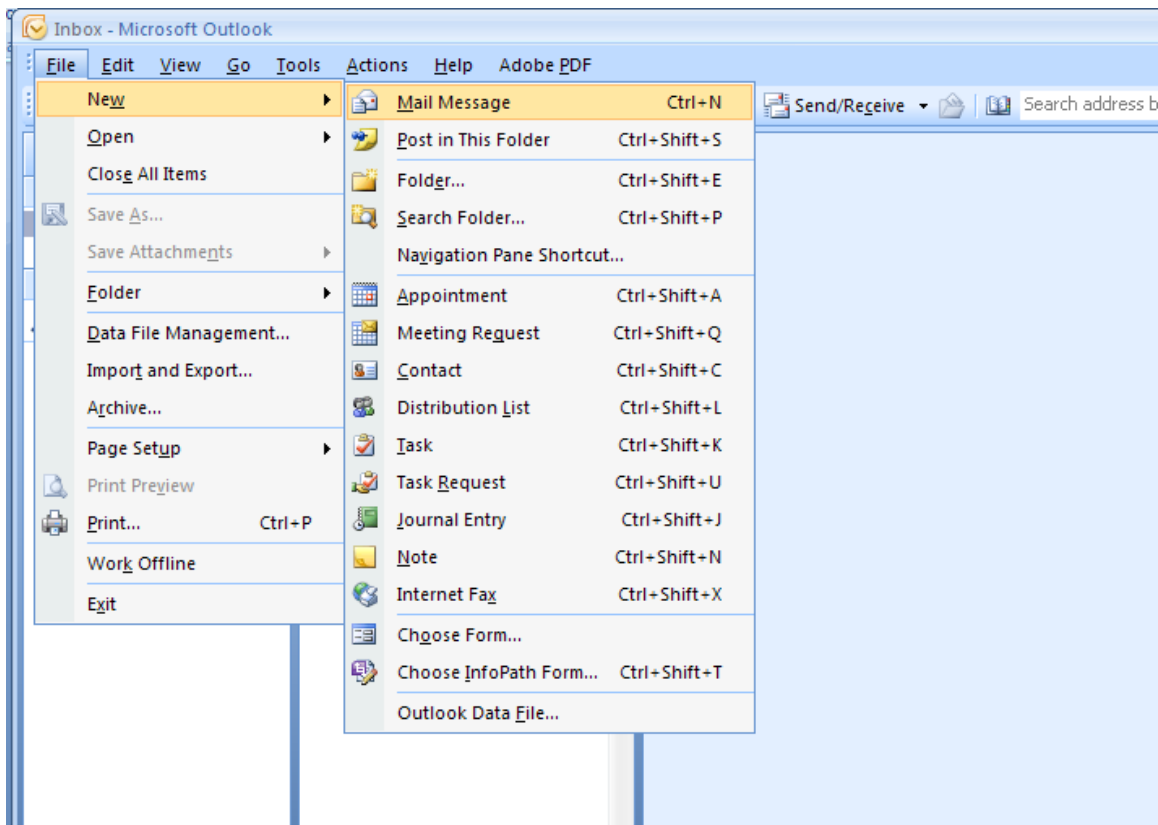 Inbox - Microsoft Outlook
File Edit View Go Tools Actions Help Adobe PDF
Send/Receive Search address b
New
Open
Close All Items
Save As...
Save Attachments
Folder
Data File Management...
Import and Export...
Archive...
Page Setup
Print Preview
Print... Ctrl+P
Work Offline
Exit
Mail Message Ctrl+N
Post in This Folder Ctrl+Shift+S
Folder... Ctrl+Shift+E
Search Folder... Ctrl+Shift+P
Navigation Pane Shortcut...
Appointment Ctrl+Shift+A
Meeting Request Ctrl+Shift+Q
Contact Ctrl+Shift+C
Distribution List Ctrl+Shift+L
Task Ctrl+Shift+K
Task Request Ctrl+Shift+U
Journal Entry Ctrl+Shift+J
Note Ctrl+Shift+N
Internet Fax Ctrl+Shift+X
Choose Form...
Choose InfoPath Form... Ctrl+Shift+T
Outlook Data File...